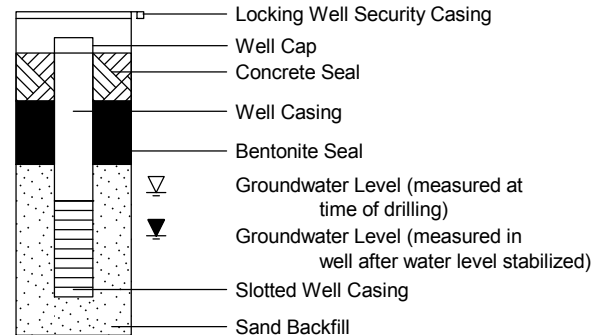 Locking Well Security Casing
Well Cap
Concrete Seal
Well Casing
Bentonite Seal
Groundwater Level (measured at
time of drilling)
Groundwater Level (measured in
well after water level stabilized)
Slotted Well Casing
Sand Backfill